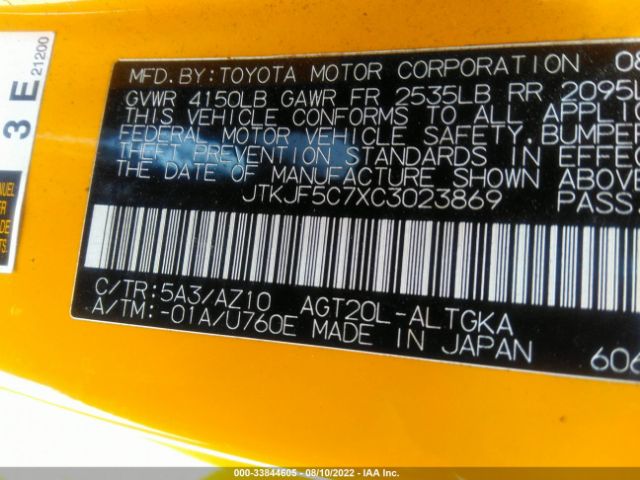 3 E
21200
MFD.BY:TOYOTA MOTOR CORPORATION 08
GVWR 4150LB GAWR FR 2535LB RR 2095L
THIS VEHICLE CONFORMS TO ALL APPLI
FEDERAL MOTOR VEHICLE SAFETY.BUMPER
THEFT PREVENTION STANDARDS IN EFFEC
THE DATE OF MANUFACTURE SHOWN ABOVE
JTKJF5C7XC3023869 PASS.
C/TR:5A3/AZ10 AGT20L-ALTGKA
A/TM:-01A/U760E MADE IN JAPAN 606
000-33844605 - 08/10/2022 - IAA Inc.